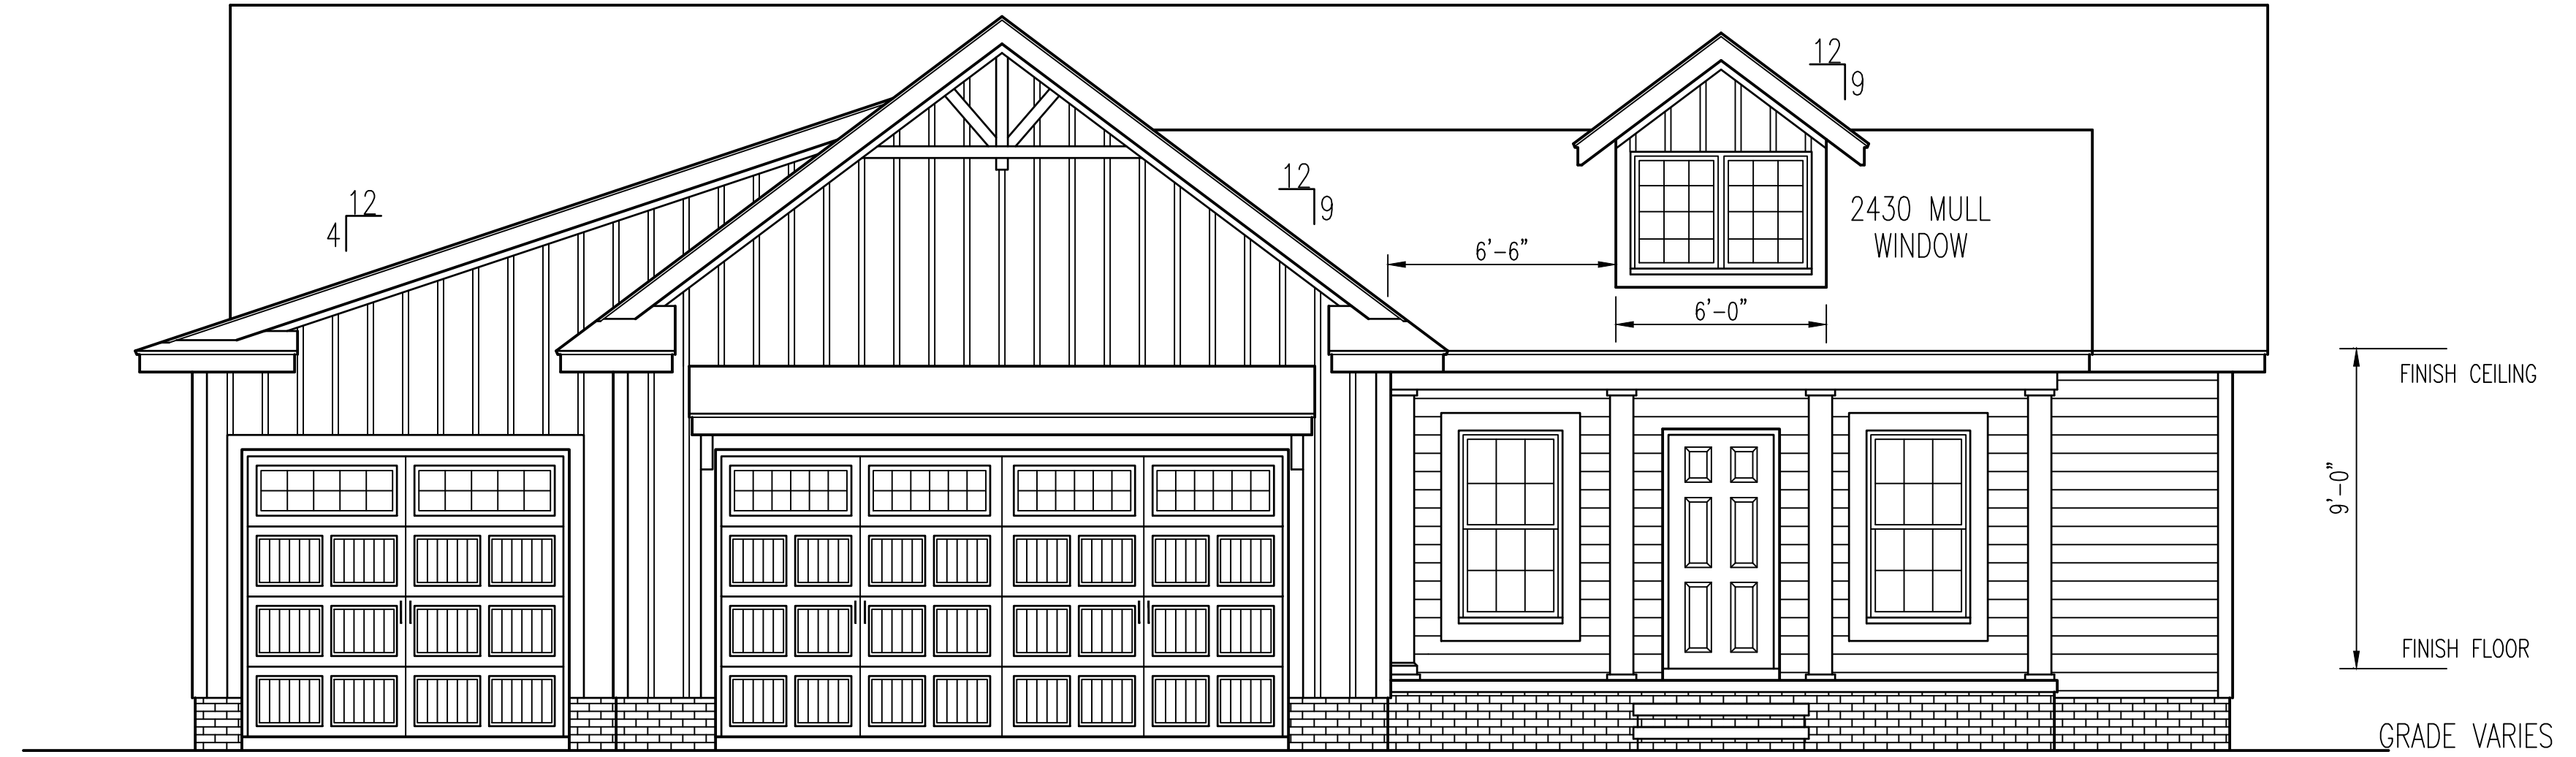 12
9
12
4
12
9
2430 MULL
WINDOW
6'-6"
6'-0"
FINISH CEILING
9'-0"
FINISH FLOOR
GRADE VARIES